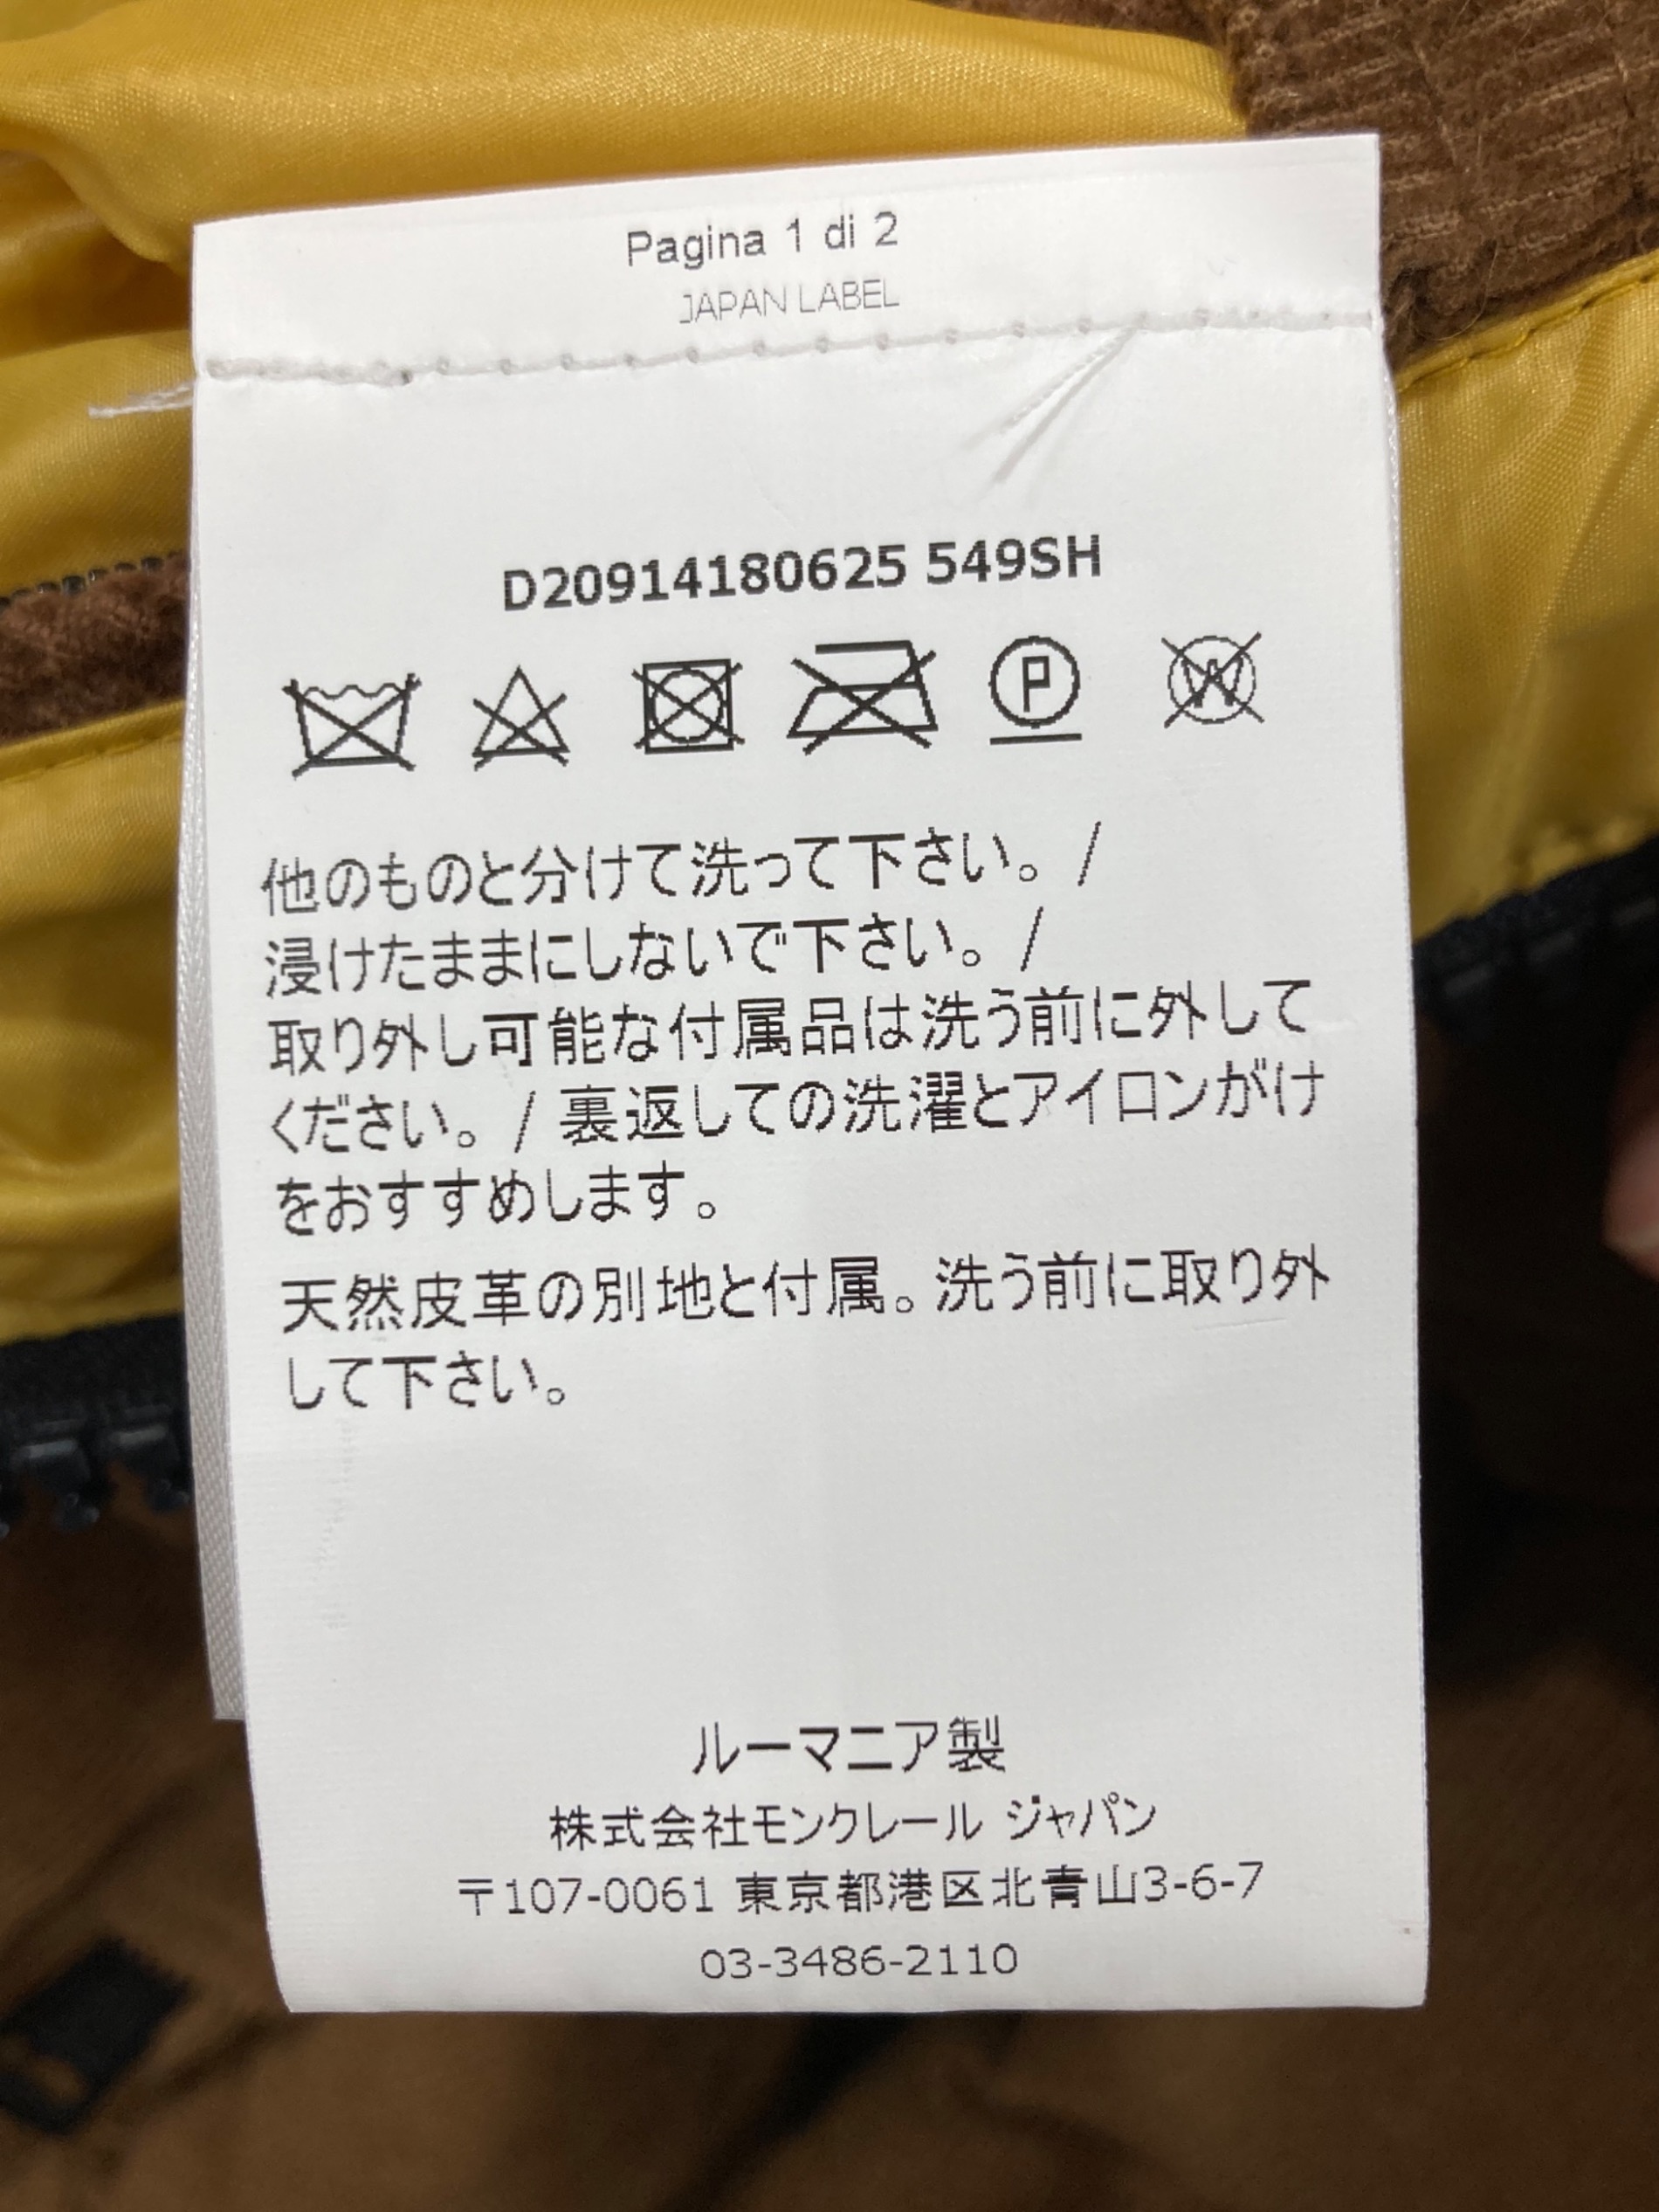 Pagina 1 di 2
JAPAN LABEL
D20914180625 549SH
P
W
他のものと分けて洗って下さい。/
浸けたままにしないで下さい。/
取り外し可能な付属品は洗う前に外して
ください。/ 裏返しての洗濯とアイロンがけ
をおすすめします。
天然皮革の別地と付属。洗う前に取り外
して下さい。
ルーマニア製
株式会社モンクレール ジャパン
〒107-0061 東京都港区北青山3-6-7
03-3486-2110